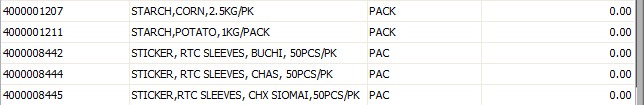 4000001207 STARCH,CORN,2.5KG/PK PACK 0.00
4000001211 STARCH,POTATO,1KG/PACK PACK 0.00
4000008442 STICKER, RTC SLEEVES, BUCHI, 50PCS/PK PAC 0.00
4000008444 STICKER, RTC SLEEVES, CHAS, 50PCS/PK PAC 0.00
4000008445 STICKER,RTC SLEEVES, CHX SIOMAI,50PCS/PK PAC 0.00